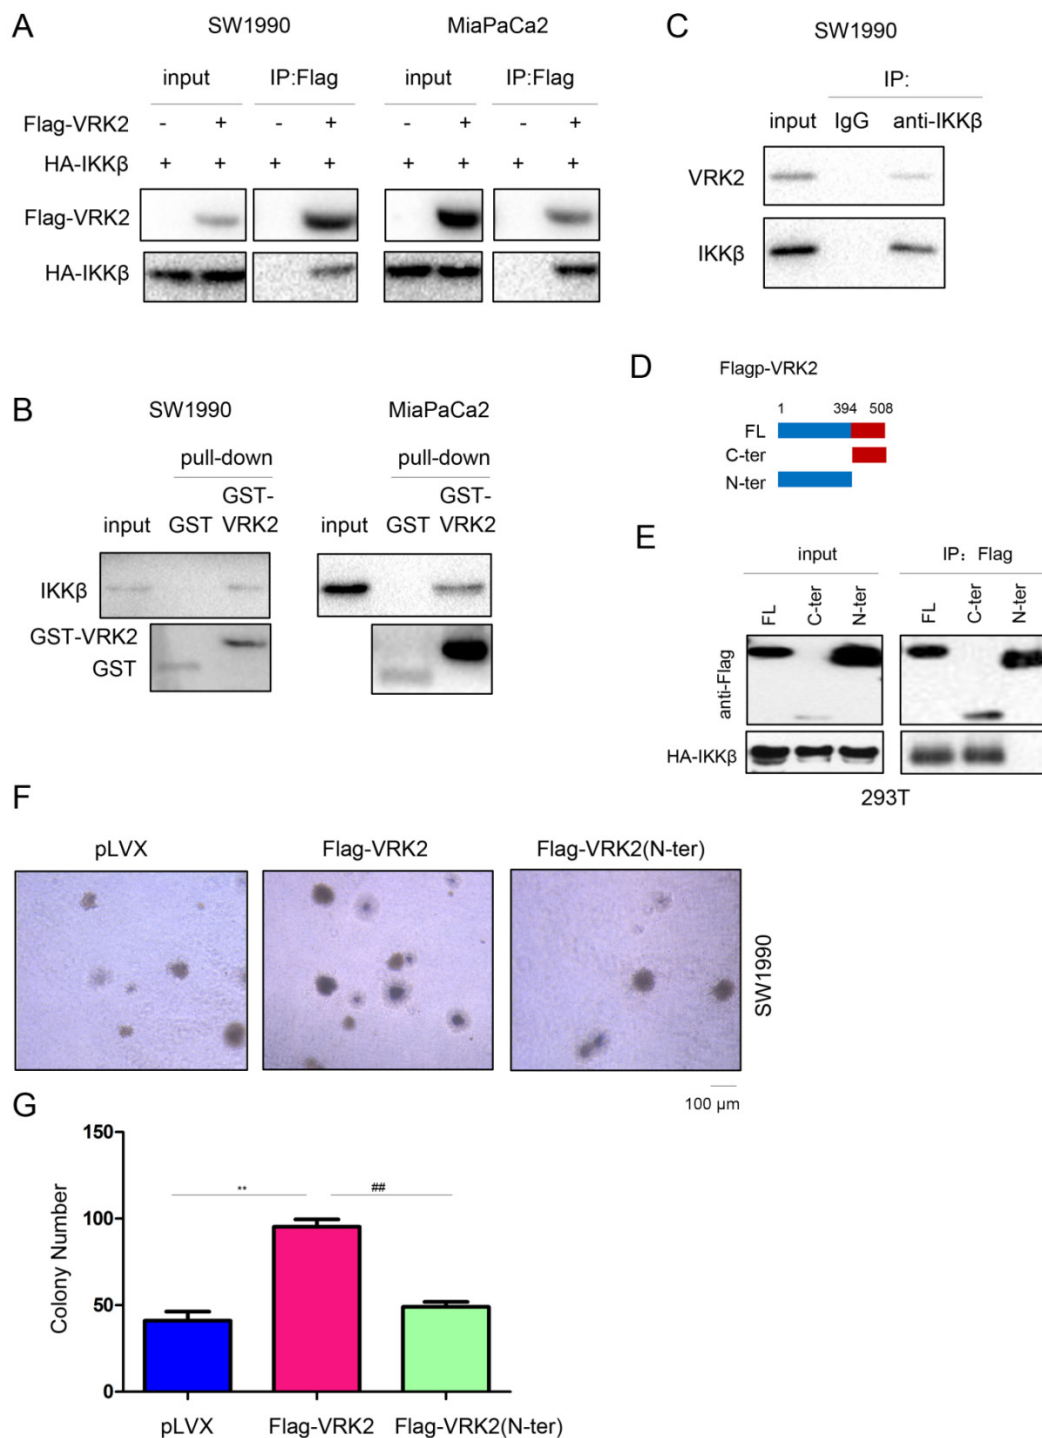 A
SW1990
MiaPaCa2
input
IP:Flag
input
IP:Flag
Flag-VRK2
- + - + - + - +
HA-IKKβ
+ + + + + + + +
Flag-VRK2
HA-IKKβ
C
SW1990
IP:
input IgG anti-IKKβ
VRK2
IKKβ
B
SW1990
MiaPaCa2
pull-down
pull-down
GST-
GST-
input GST VRK2
input GST VRK2
IKKβ
GST-VRK2
GST
D
Flagp-VRK2
1 394 508
FL
C-ter
N-ter
E
input
IP: Flag
FL C-ter N-ter
FL C-ter N-ter
anti-Flag
HA-IKKβ
293T
F
pLVX
Flag-VRK2
Flag-VRK2(N-ter)
SW1990
100 μm
G
150
100
50
0
Colony Number
**
##
pLVX
Flag-VRK2
Flag-VRK2(N-ter)